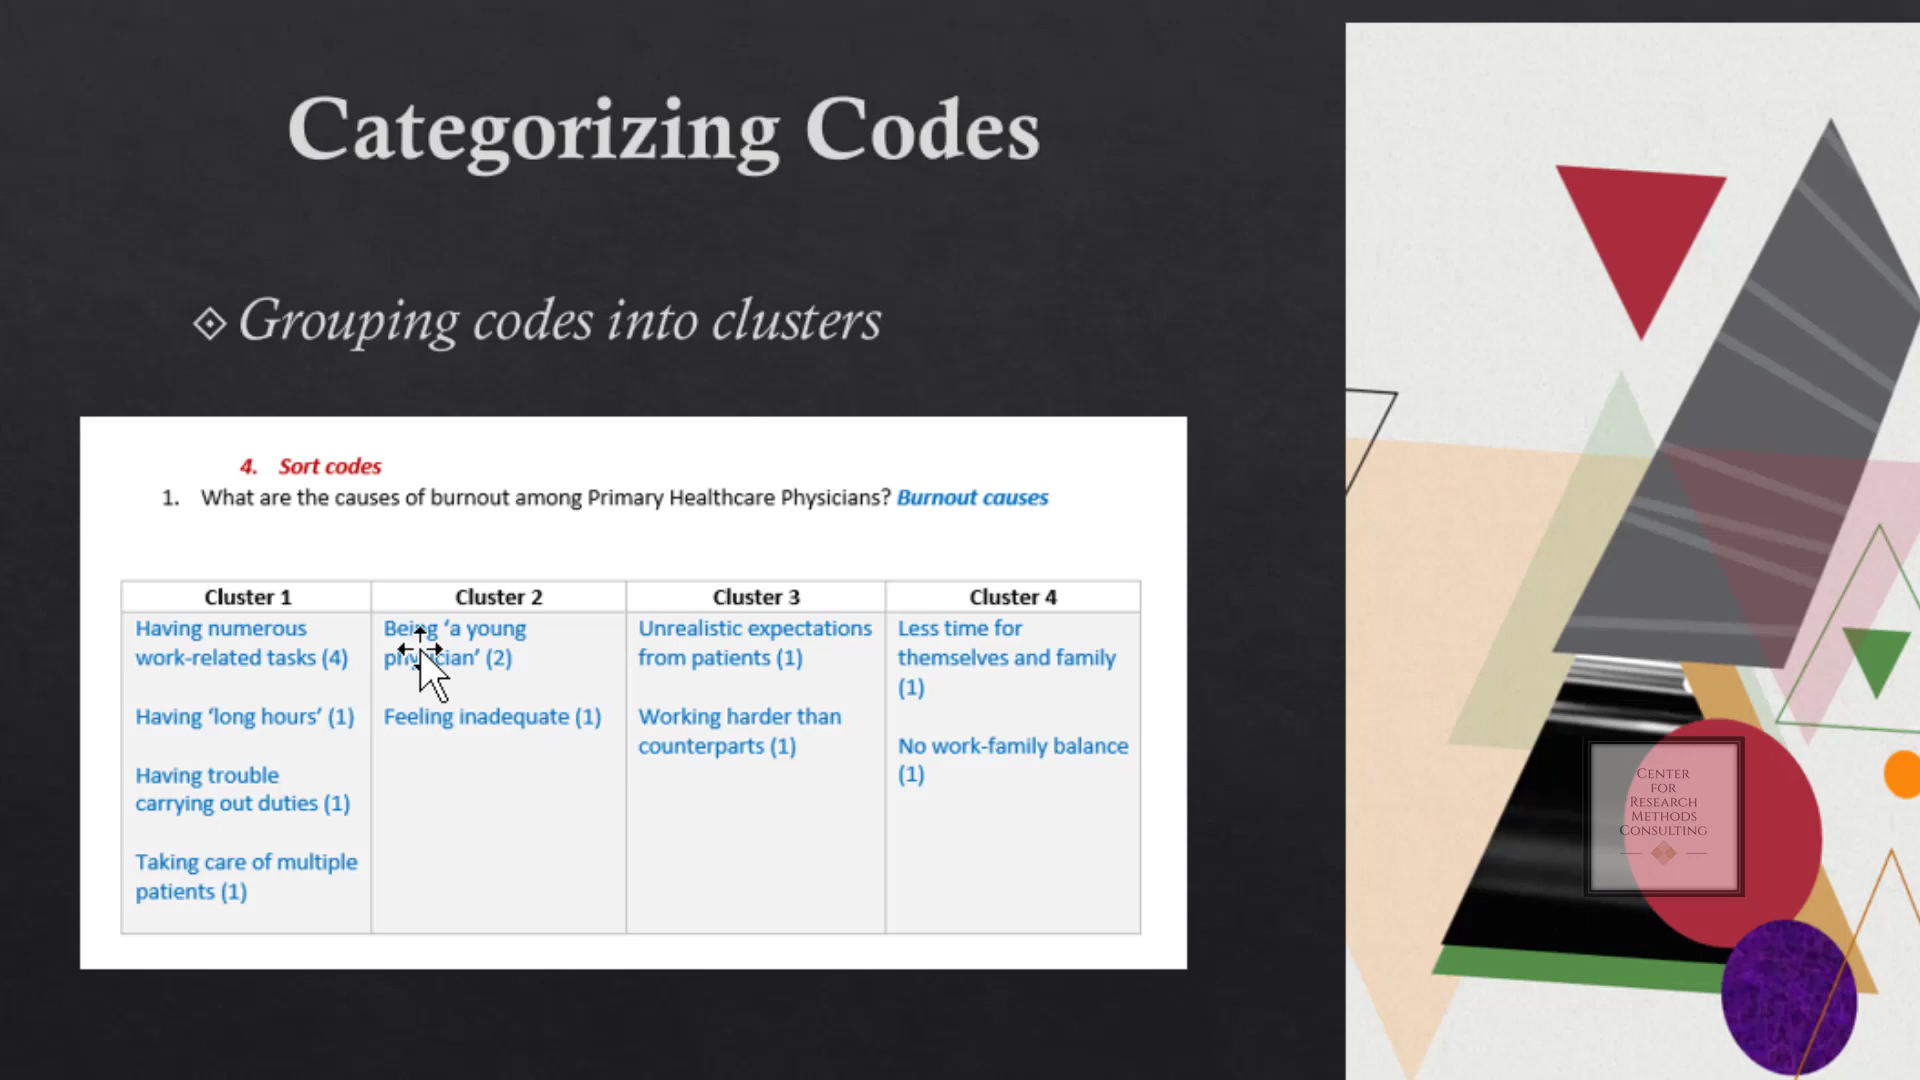 Categorizing Codes
Grouping codes into clusters
4. Sort codes
1. What are the causes of burnout among Primary Healthcare Physicians? Burnout causes
Cluster 1
Having numerous
work-related tasks (4)
Having ‘long hours’ (1)
Having trouble
carrying out duties (1)
Taking care of multiple
patients (1)
Cluster 2
Being ‘a young
physician’ (2)
Feeling inadequate (1)
Cluster 3
Unrealistic expectations
from patients (1)
Working harder than
counterparts (1)
Cluster 4
Less time for
themselves and family
(1)
No work-family balance
(1)
Center
for
Research
Methods
Consulting